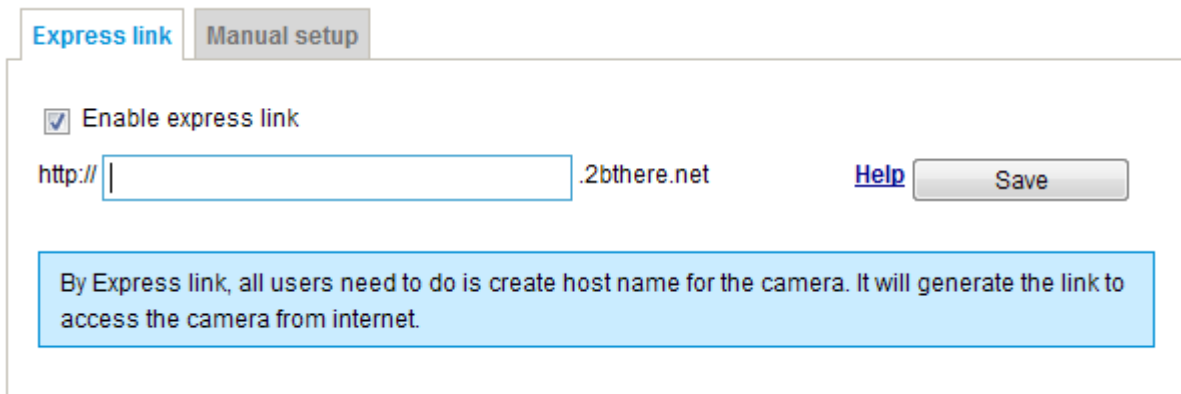 Express link Manual setup
Enable express link
http:// .2bthere.net Help Save
By Express link, all users need to do is create host name for the camera. It will generate the link to
access the camera from internet.